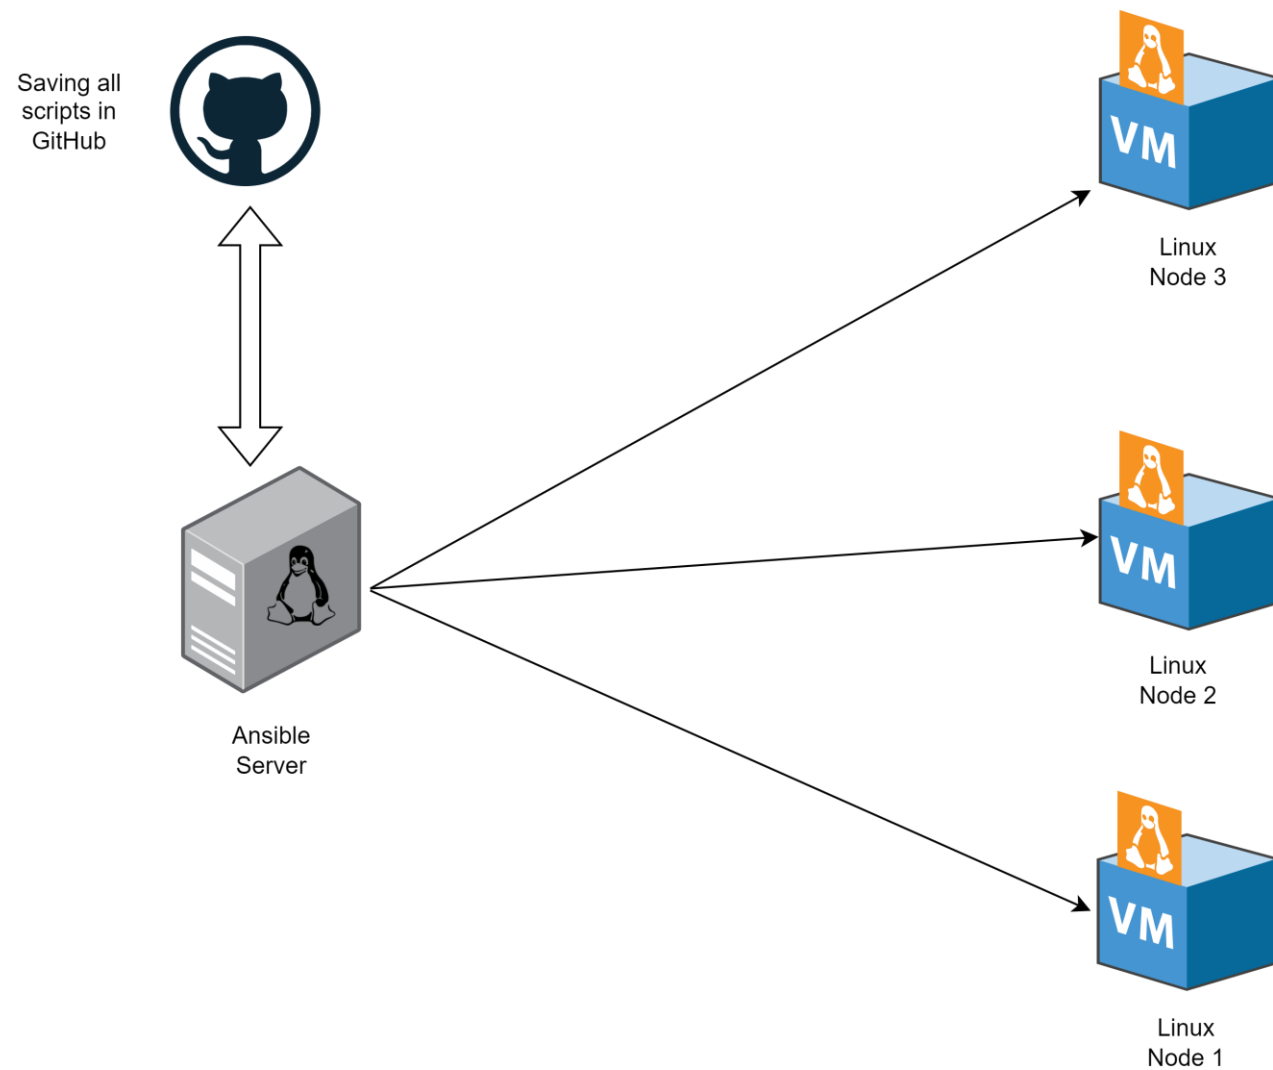 Saving all
scripts in
GitHub
VM
Linux
Node 3
VM
Linux
Node 2
Ansible
Server
VM
Linux
Node 1